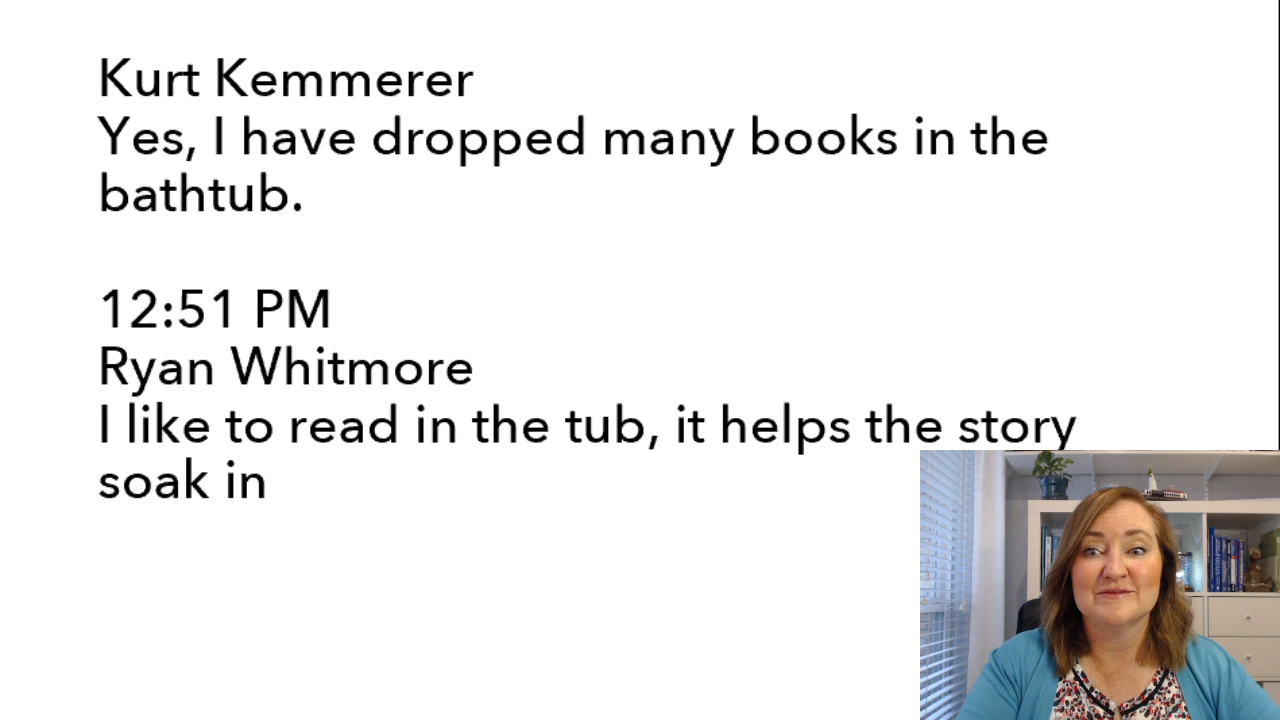 Kurt Kemmerer
Yes, I have dropped many books in the
bathtub.
12:51 PM
Ryan Whitmore
I like to read in the tub, it helps the story
soak in